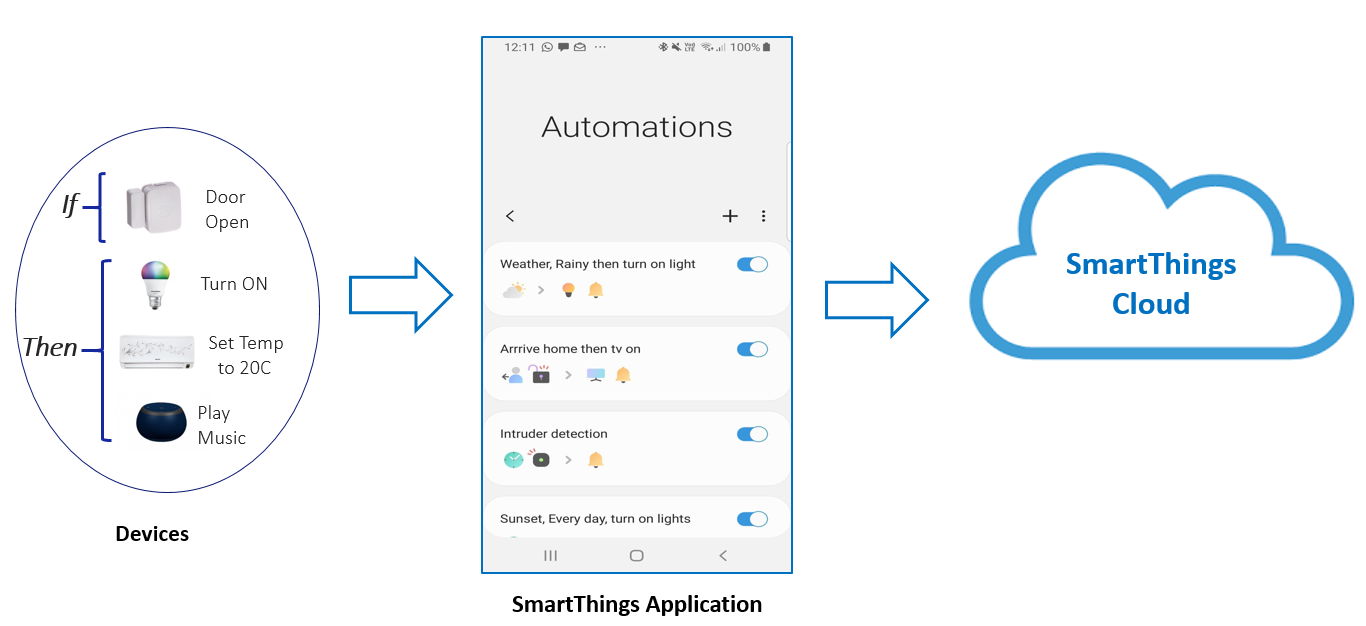 If
Door
Open
Turn ON
Then
Set Temp
to 20C
Play
Music
Devices
12:11
VoD
LTE
100%
Automations
Weather, Rainy then turn on light
Arrrive home then tv on
Intruder detection
Sunset, Every day, turn on lights
SmartThings Application
SmartThings
Cloud